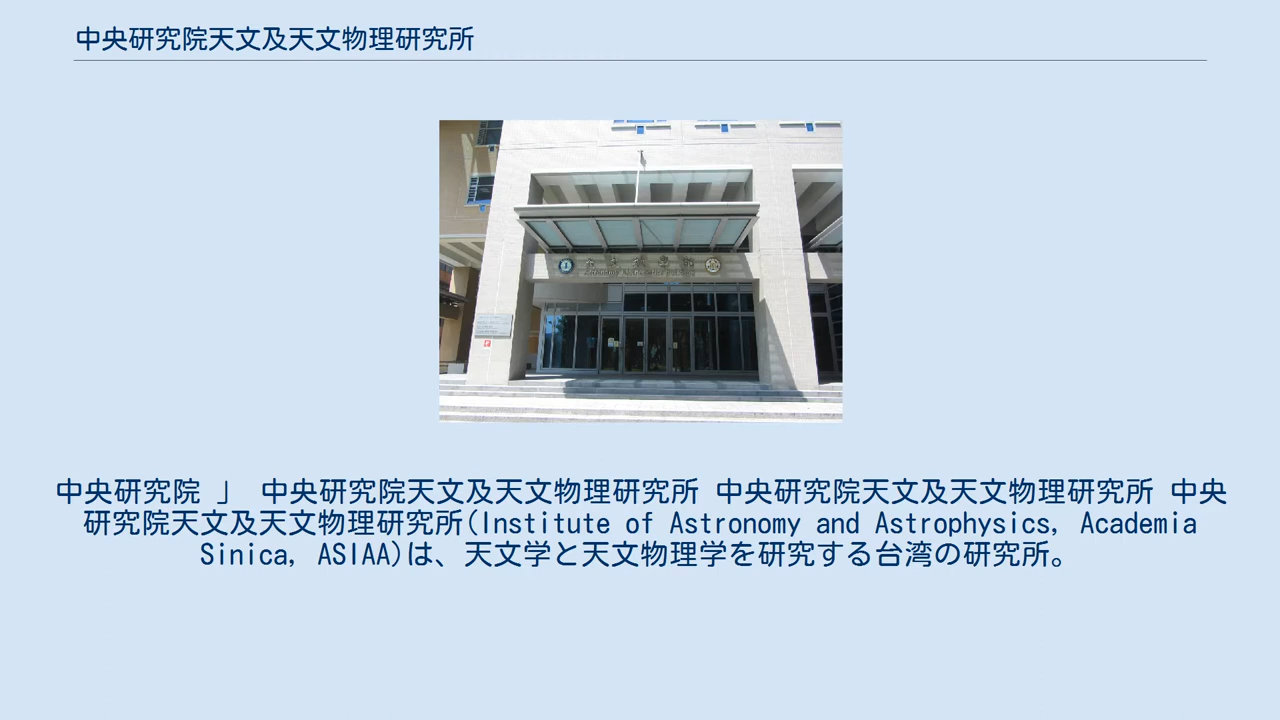 中央研究院天文及天文物理研究所
中央研究院 」 中央研究院天文及天文物理研究所 中央研究院天文及天文物理研究所 中央
研究院天文及天文物理研究所(Institute of Astronomy and Astrophysics, Academia
Sinica, ASIAA)は、天文学と天文物理学を研究する台湾の研究所。